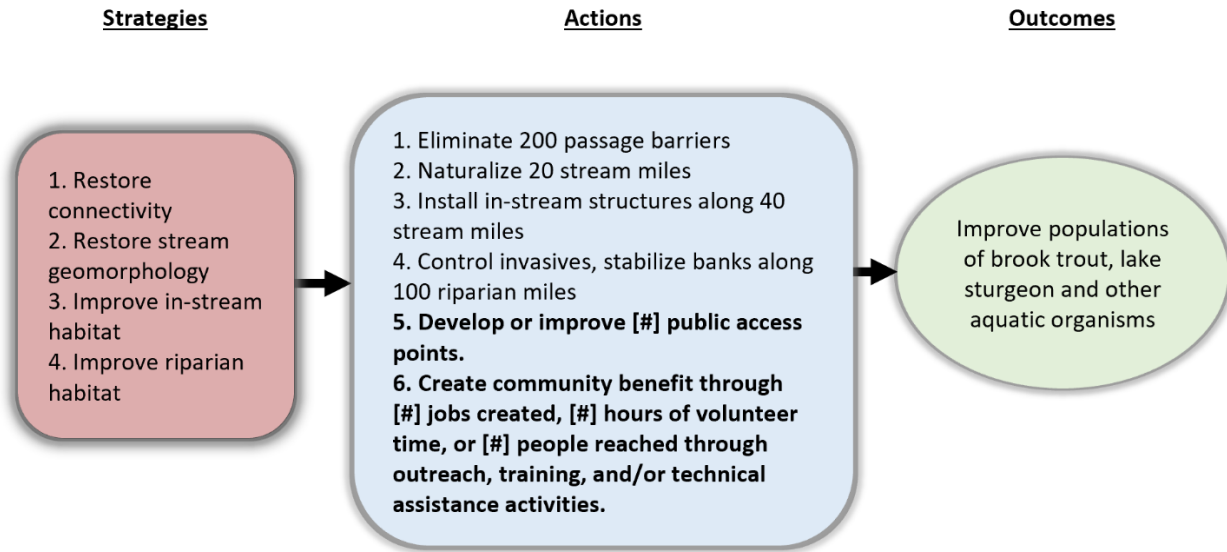 Strategies
Actions
Outcomes
1. Restore
connectivity
2. Restore stream
geomorphology
3. Improve in-stream
habitat
4. Improve riparian
habitat
1. Eliminate 200 passage barriers
2. Naturalize 20 stream miles
3. Install in-stream structures along 40
stream miles
4. Control invasives, stabilize banks along
100 riparian miles
5. Develop or improve [#] public access
points.
6. Create community benefit through
[#] jobs created, [#] hours of volunteer
time, or [#] people reached through
outreach, training, and/or technical
assistance activities.
Improve populations
of brook trout, lake
sturgeon and other
aquatic organisms